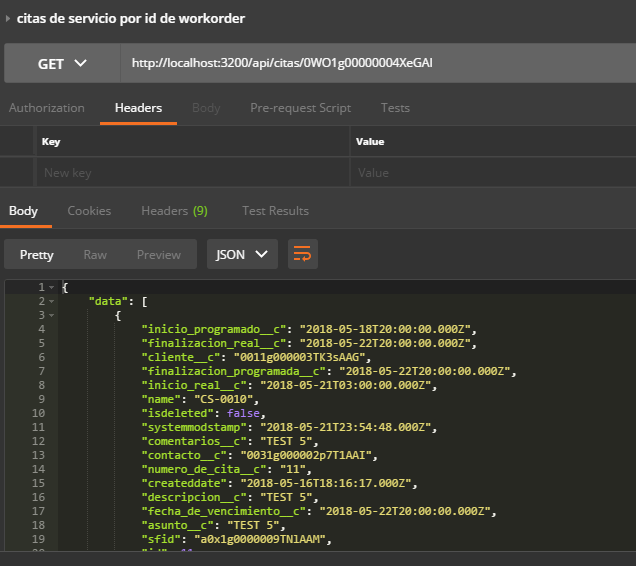 citas de servicio por id de workorder
GET http://localhost:3200/api/citas/0WO1g00000004XeGAI
Authorization Headers Body Pre-request Script Tests
Key Value
New key Value
Body Cookies Headers (9) Test Results
Pretty Raw Preview JSON
1 {
2 "data": [
3 {
4 "inicio_programado__c": "2018-05-18T20:00:00.000Z",
5 "finalizacion_real__c": "2018-05-22T20:00:00.000Z",
6 "cliente__c": "0011g000003TK3sAAG",
7 "finalizacion_programada__c": "2018-05-22T20:00:00.000Z",
8 "inicio_real__c": "2018-05-21T03:00:00.000Z",
9 "name": "CS-0010",
10 "isdeleted": false,
11 "systemmodstamp": "2018-05-21T23:54:48.000Z",
12 "comentarios__c": "TEST 5",
13 "contacto__c": "0031g000002p7T1AAI",
14 "numero_de_cita__c": "11",
15 "createddate": "2018-05-16T18:16:17.000Z",
16 "descripcion__c": "TEST 5",
17 "fecha_de_vencimiento__c": "2018-05-22T20:00:00.000Z",
18 "asunto__c": "TEST 5",
19 "sfid": "a0x1g0000009TNlAAM",
20 "id": 11